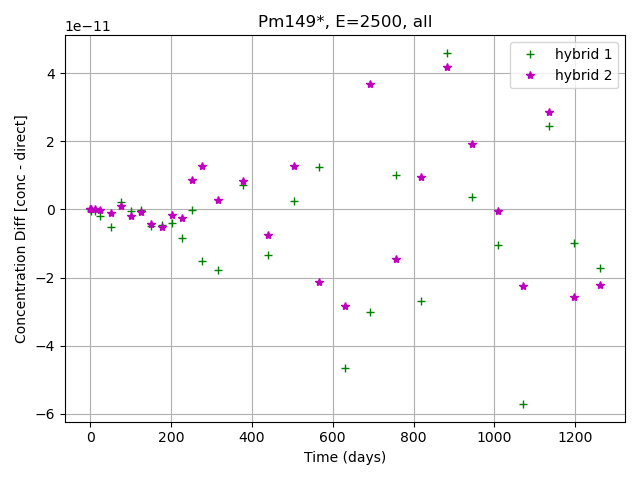 Pm149*, E=2500, all
1e−11
hybrid 1
hybrid 2
4
2
0
−2
−4
−6
Concentration Diff [conc - direct]
0 200 400 600 800 1000 1200
Time (days)